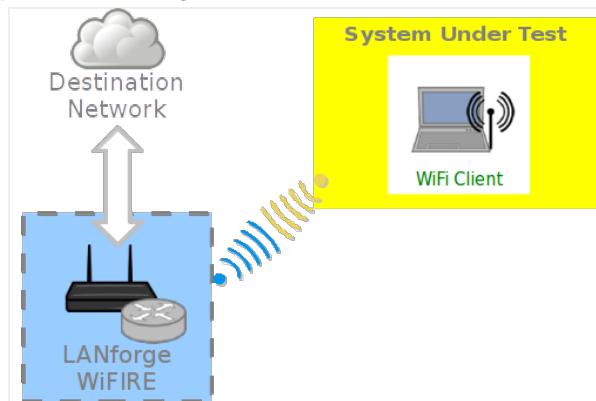 System Under Test
Destination
Network
WiFi Client
LANforge
WiFIRE